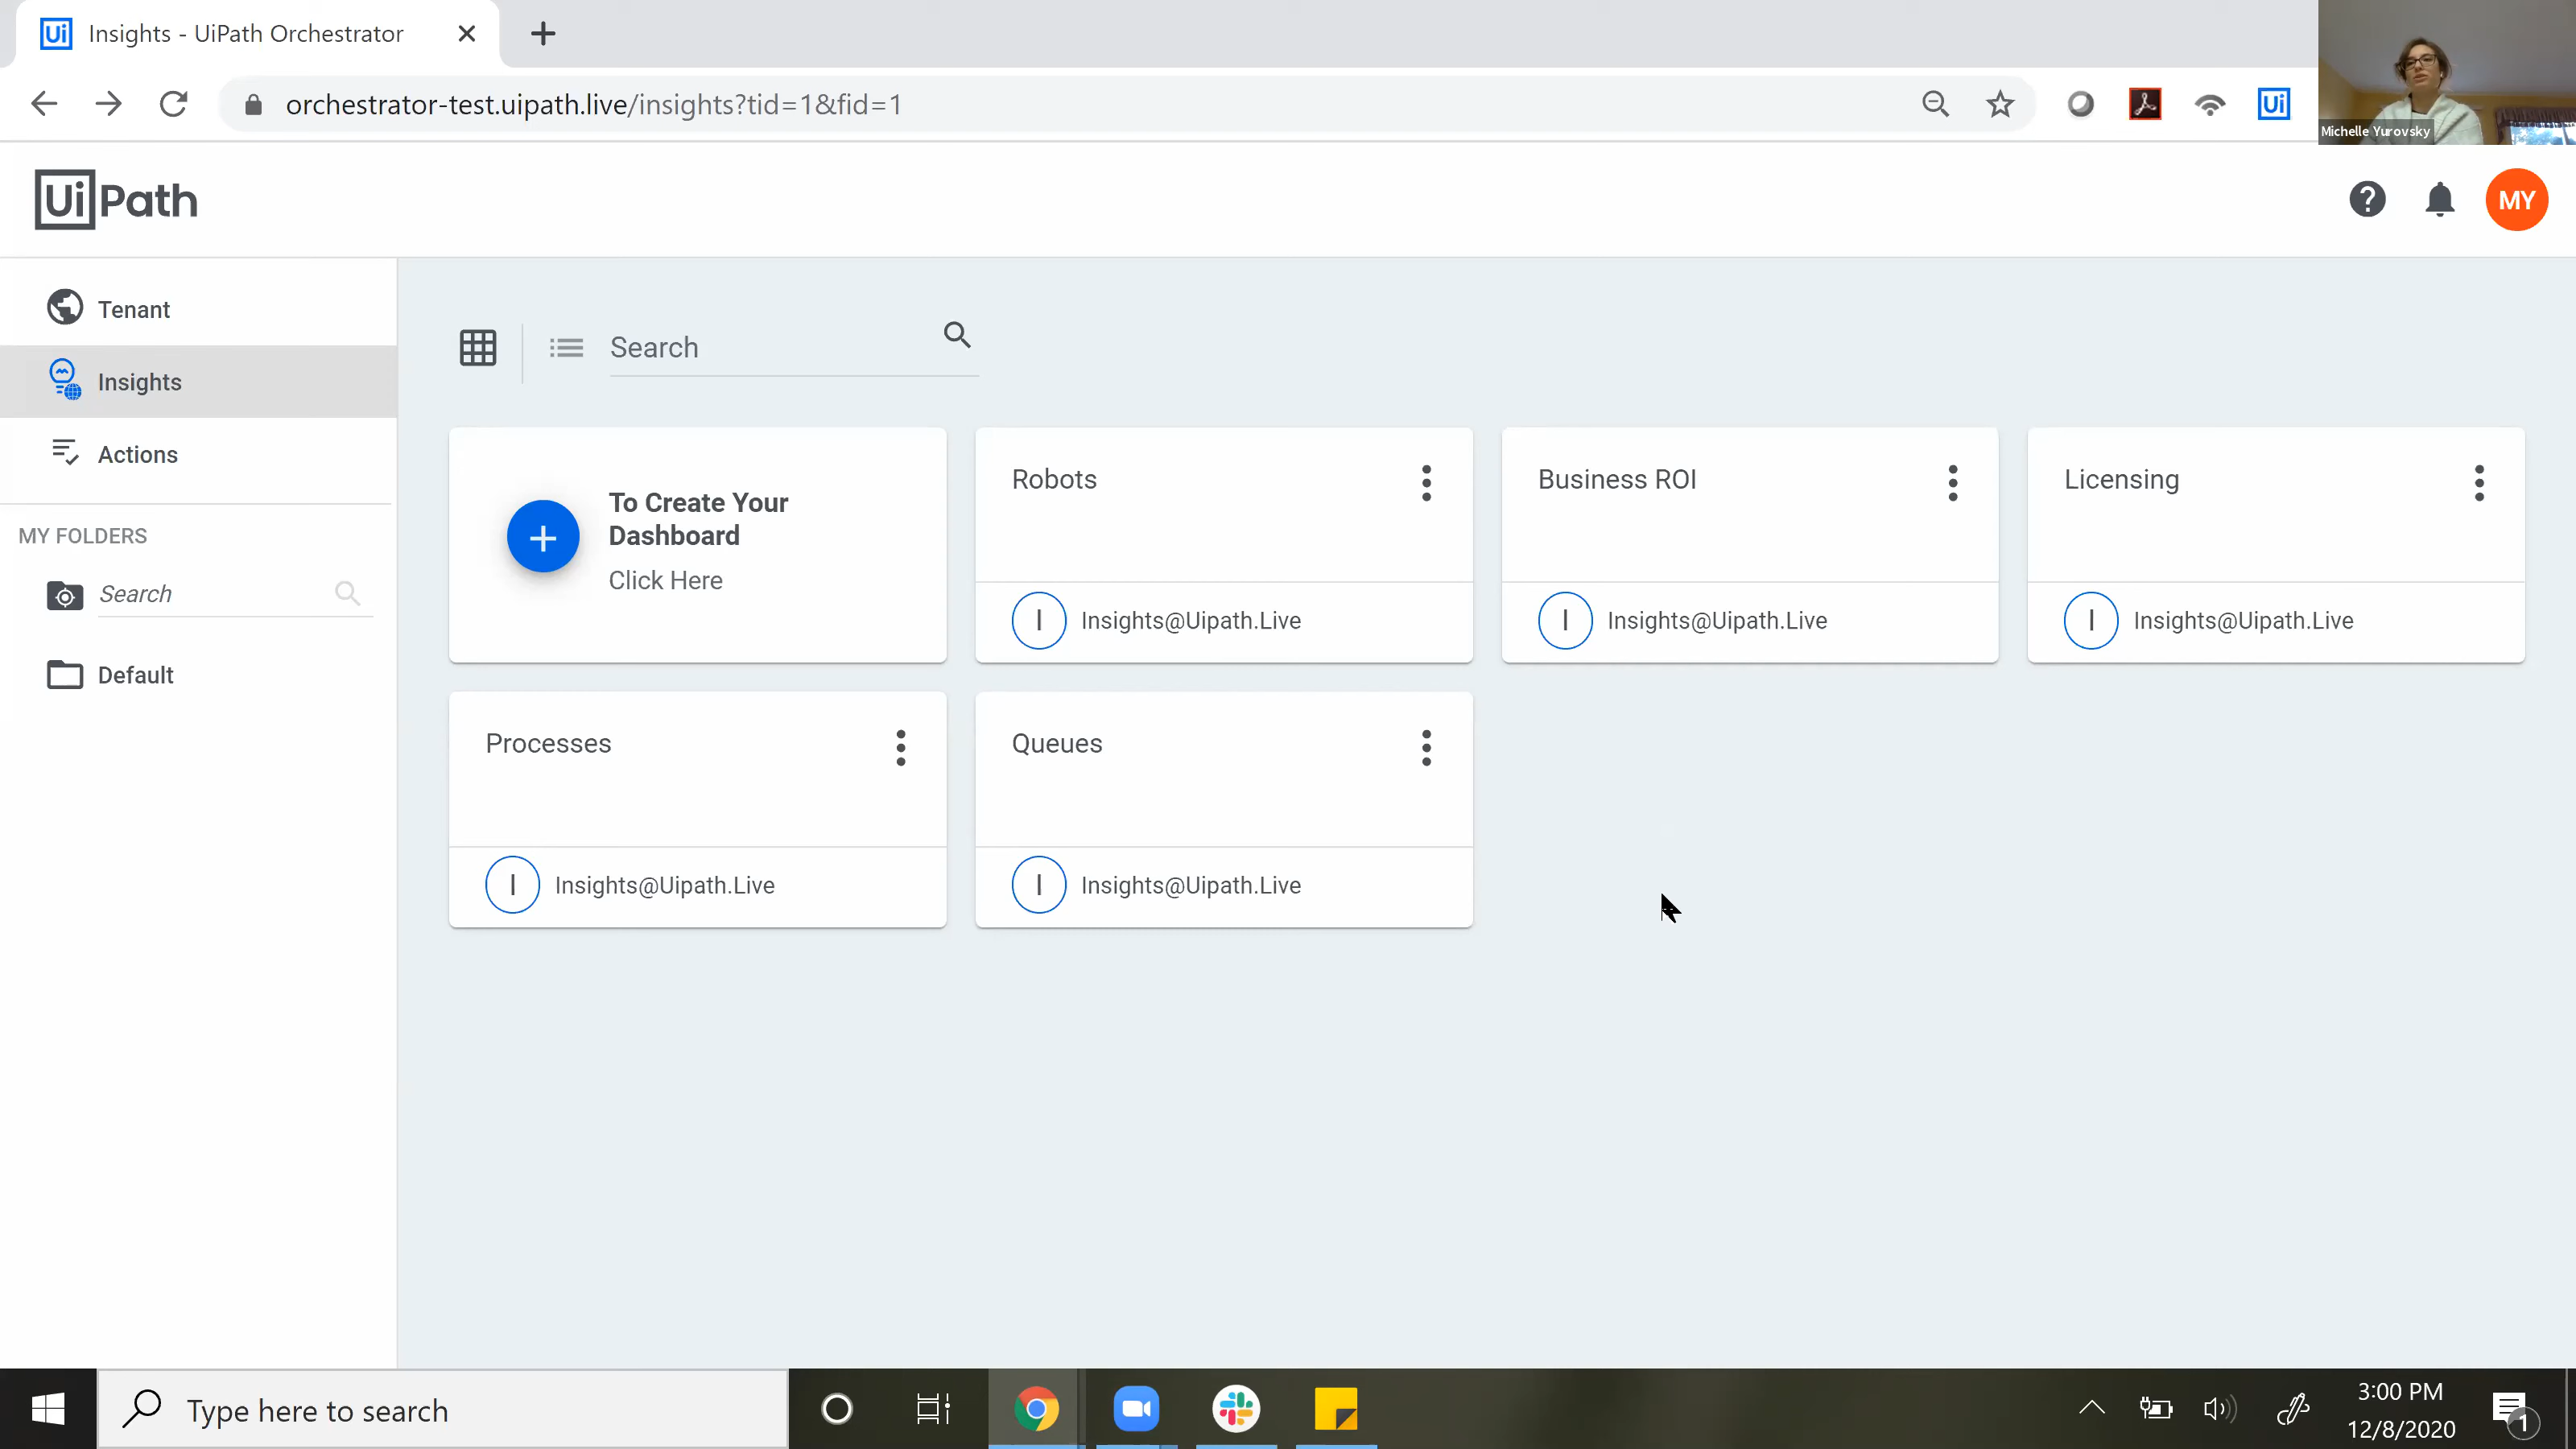 Ui Insights - UiPath Orchestrator
orchestrator-test.uipath.live/insights?tid=1&fid=1
Ui
Michelle Yurovsky
UiPath
?
MY
Tenant
Insights
Actions
MY FOLDERS
Search
Default
Search
To Create Your
Dashboard
Click Here
Robots
I Insights@Uipath.Live
Business ROI
I Insights@Uipath.Live
Licensing
I Insights@Uipath.Live
Processes
I Insights@Uipath.Live
Queues
I Insights@Uipath.Live
Type here to search
3:00 PM
12/8/2020
1